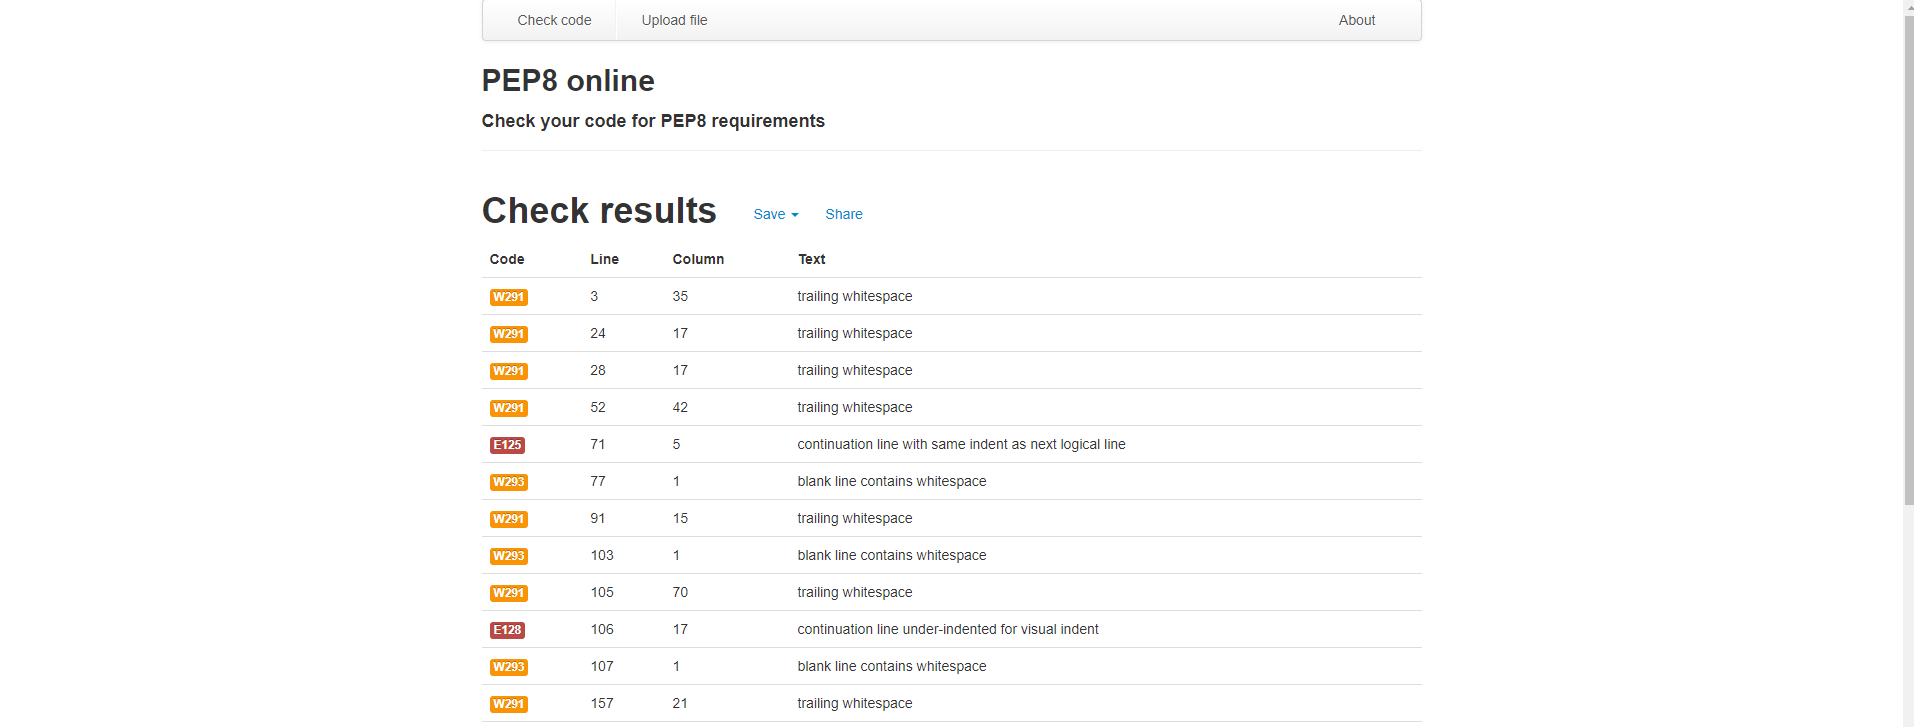 Check code Upload file About
PEP8 online
Check your code for PEP8 requirements
Check results Save Share
Code Line Column Text
W291 3 35 trailing whitespace
W291 24 17 trailing whitespace
W291 28 17 trailing whitespace
W291 52 42 trailing whitespace
E125 71 5 continuation line with same indent as next logical line
W293 77 1 blank line contains whitespace
W291 91 15 trailing whitespace
W293 103 1 blank line contains whitespace
W291 105 70 trailing whitespace
E128 106 17 continuation line under-indented for visual indent
W293 107 1 blank line contains whitespace
W291 157 21 trailing whitespace